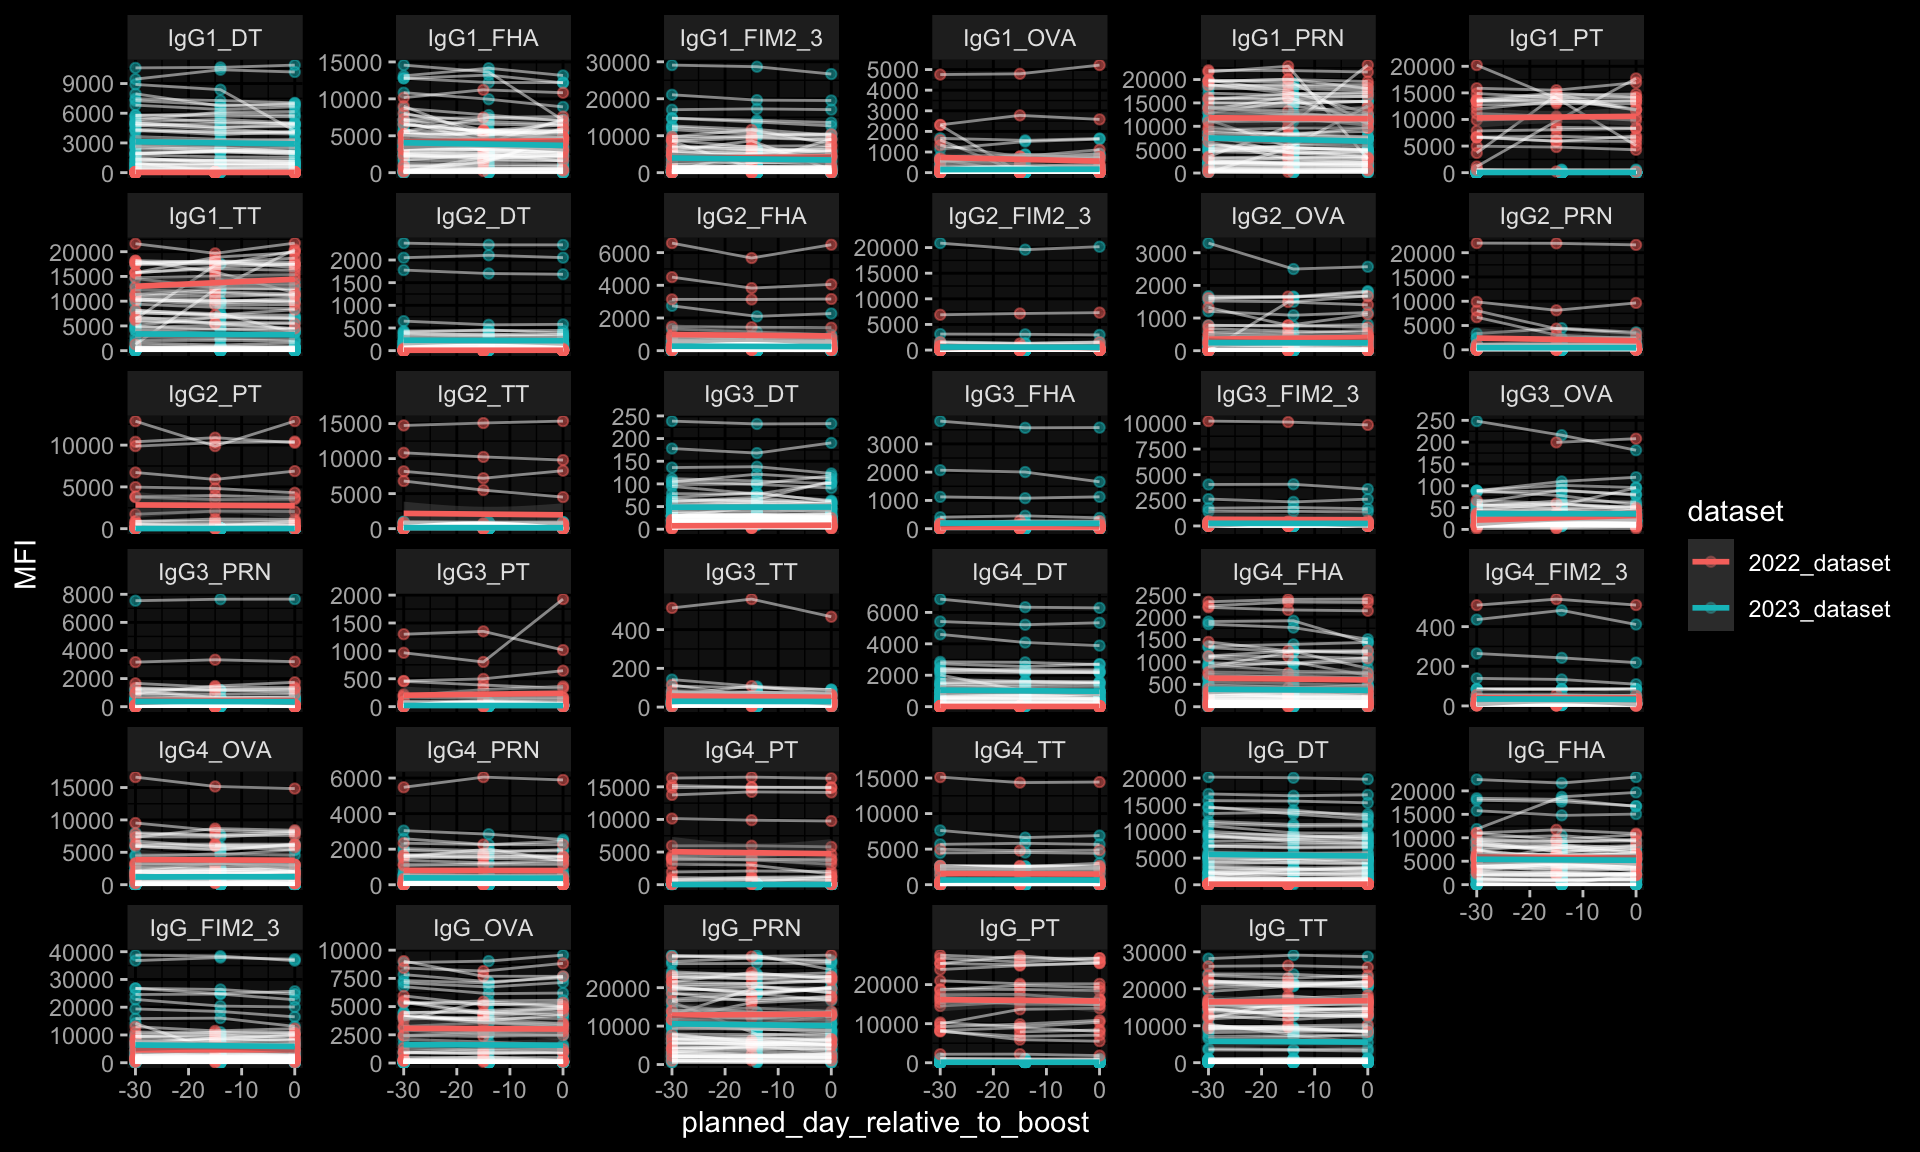 IgG1_DT IgG1_FHA IgG1_FIM2_3 IgG1_OVA IgG1_PRN IgG1_PT
9000 6000 3000 0
15000 10000 5000 0
30000 20000 10000 0
5000 4000 3000 2000 1000 0
20000 15000 10000 5000 0
20000 15000 10000 5000 0
IgG1_TT IgG2_DT IgG2_FHA IgG2_FIM2_3 IgG2_OVA IgG2_PRN
20000 15000 10000 5000 0
2000 1500 1000 500 0
6000 4000 2000 0
20000 15000 10000 5000 0
3000 2000 1000 0
20000 15000 10000 5000 0
IgG2_PT IgG2_TT IgG3_DT IgG3_FHA IgG3_FIM2_3 IgG3_OVA
10000 5000 0
15000 10000 5000 0
250 200 150 100 50 0
3000 2000 1000 0
10000 7500 5000 2500 0
250 200 150 100 50 0
IgG3_PRN IgG3_PT IgG3_TT IgG4_DT IgG4_FHA IgG4_FIM2_3
8000 6000 4000 2000 0
2000 1500 1000 500 0
400 200 0
6000 4000 2000 0
2500 2000 1500 1000 500 0
400 200 0
IgG4_OVA IgG4_PRN IgG4_PT IgG4_TT IgG_DT IgG_FHA
15000 10000 5000 0
6000 4000 2000 0
15000 10000 5000 0
15000 10000 5000 0
20000 15000 10000 5000 0
20000 15000 10000 5000 0
-30 -20 -10 0
IgG_FIM2_3 IgG_OVA IgG_PRN IgG_PT IgG_TT
40000 30000 20000 10000 0
10000 7500 5000 2500 0
20000 10000 0
20000 10000 0
30000 20000 10000 0
-30 -20 -10 0
-30 -20 -10 0
-30 -20 -10 0
-30 -20 -10 0
-30 -20 -10 0
planned_day_relative_to_boost
MFI
dataset
2022_dataset
2023_dataset